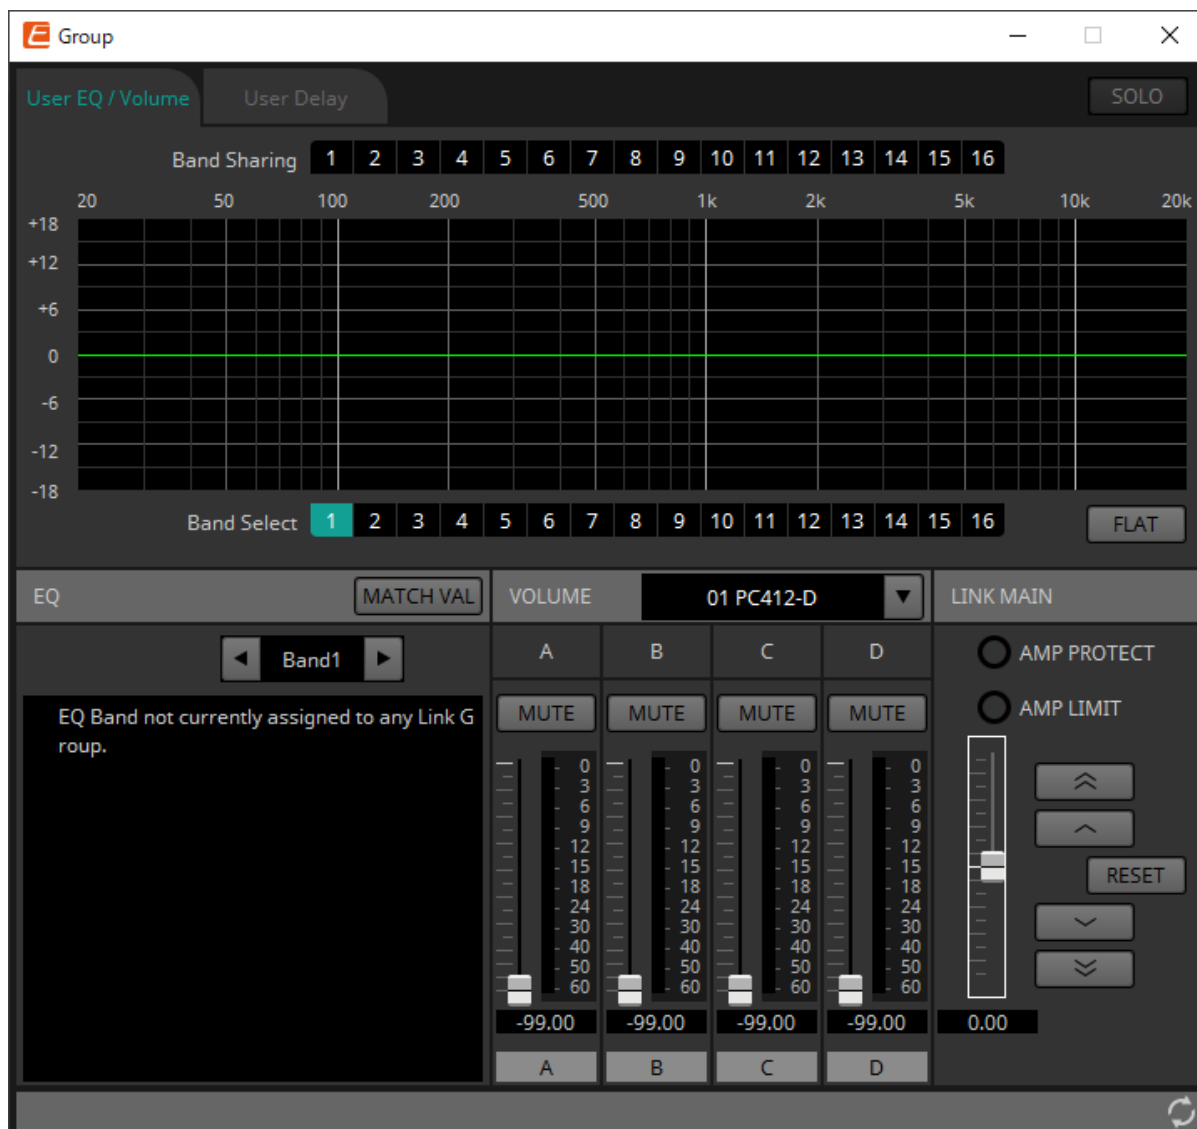 Group
User EQ / Volume User Delay SOLO
Band Sharing 1 2 3 4 5 6 7 8 9 10 11 12 13 14 15 16
20 50 100 200 500 1k 2k 5k 10k 20k
+18
+12
+6
0
-6
-12
-18
Band Select 1 2 3 4 5 6 7 8 9 10 11 12 13 14 15 16 FLAT
EQ MATCH VAL VOLUME 01 PC412-D LINK MAIN
Band1 A B C D AMP PROTECT
EQ Band not currently assigned to any Link G
roup.
MUTE MUTE MUTE MUTE AMP LIMIT
0 0 0 0
3 3 3 3
6 6 6 6
9 9 9 9
12 12 12 12
15 15 15 15 RESET
18 18 18 18
24 24 24 24
30 30 30 30
40 40 40 40
50 50 50 50
60 60 60 60
-99.00 -99.00 -99.00 -99.00 0.00
A B C D